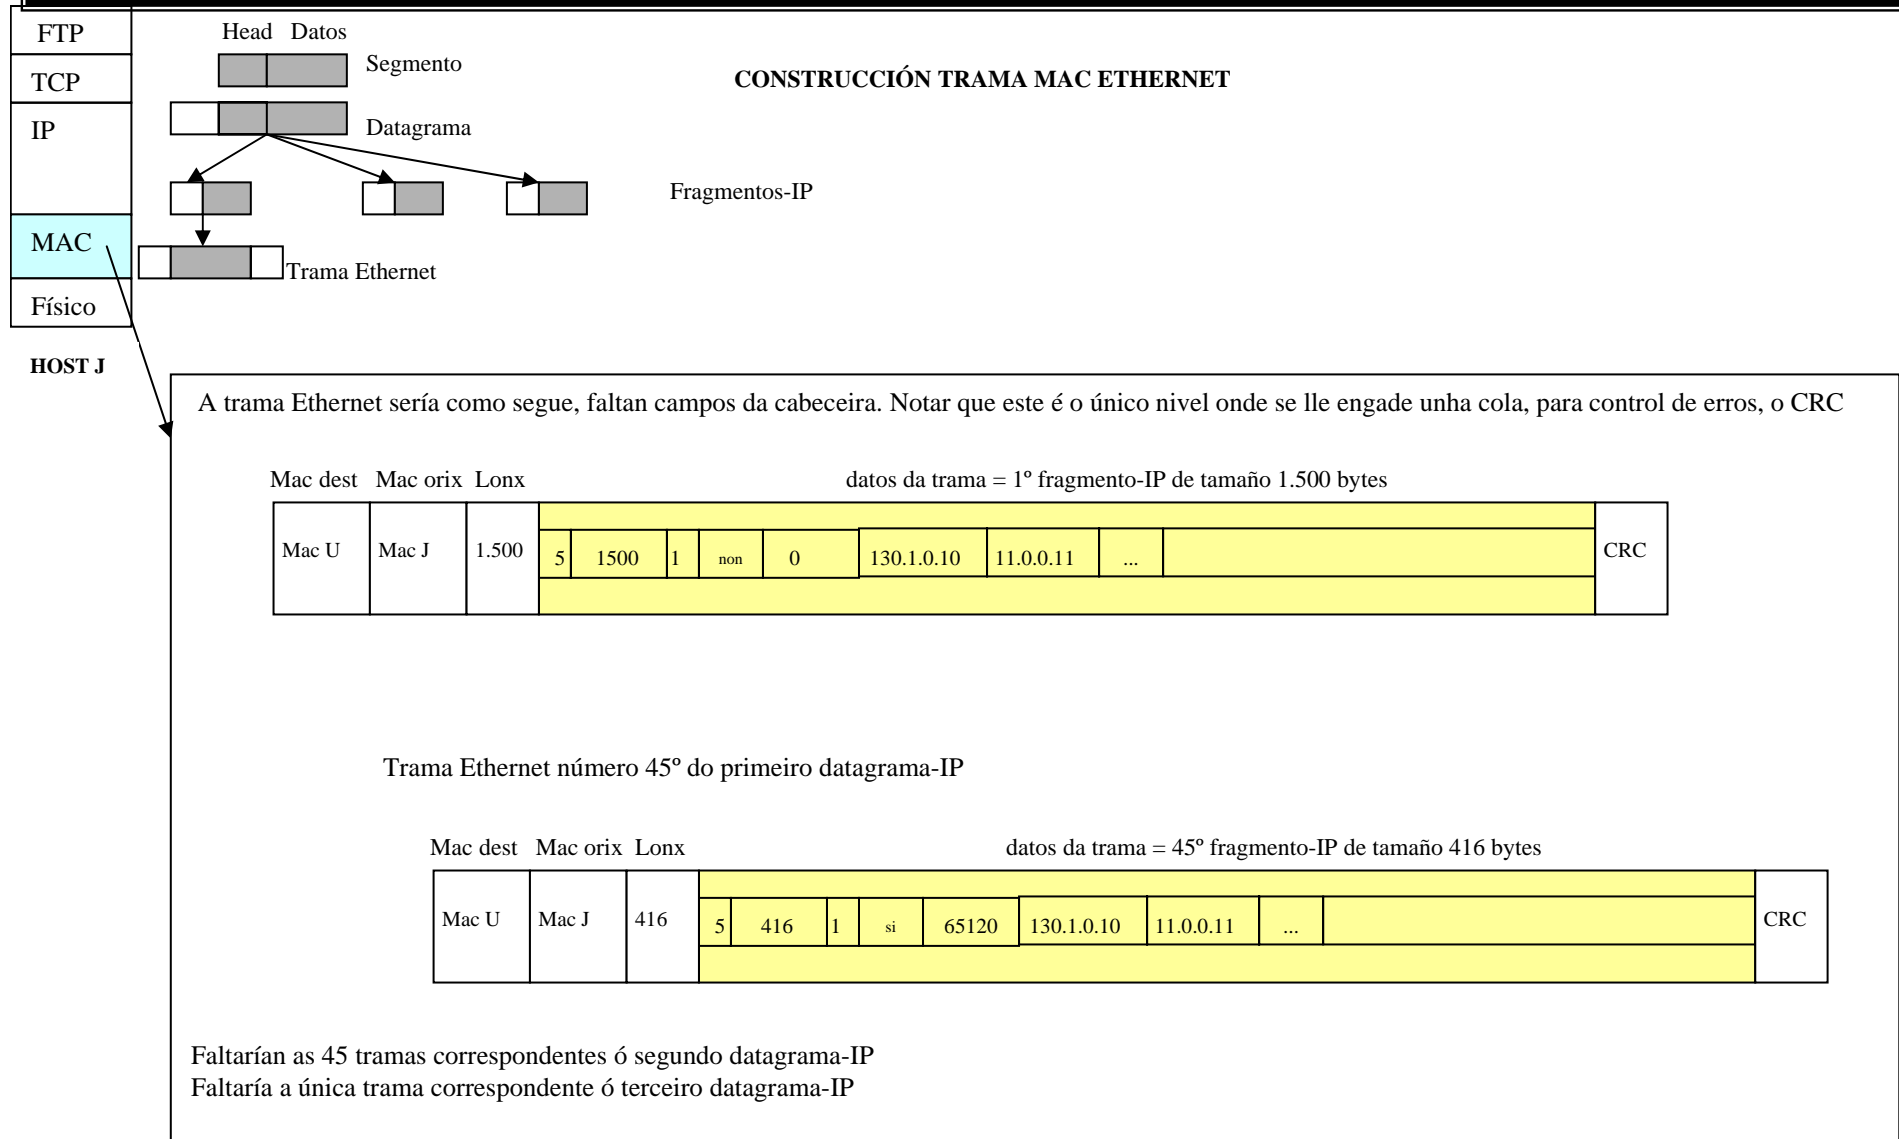 FTP
Head Datos
Segmento
TCP
CONSTRUCCIÓN TRAMA MAC ETHERNET
IP
Datagrama
Fragmentos-IP
MAC
Trama Ethernet
Físico
HOST J
A trama Ethernet sería como segue, faltan campos da cabeceira. Notar que este é o único nivel onde se lle engade unha cola, para control de erros, o CRC
Mac dest Mac orix Lonx datos da trama = 1º fragmento-IP de tamaño 1.500 bytes
Mac U Mac J 1.500 5 1500 1 non 0 130.1.0.10 11.0.0.11 ... CRC
Trama Ethernet número 45º do primeiro datagrama-IP
Mac dest Mac orix Lonx datos da trama = 45º fragmento-IP de tamaño 416 bytes
Mac U Mac J 416 5 416 1 si 65120 130.1.0.10 11.0.0.11 ... CRC
Faltarían as 45 tramas correspondentes ó segundo datagrama-IP
Faltaría a única trama correspondente ó terceiro datagrama-IP